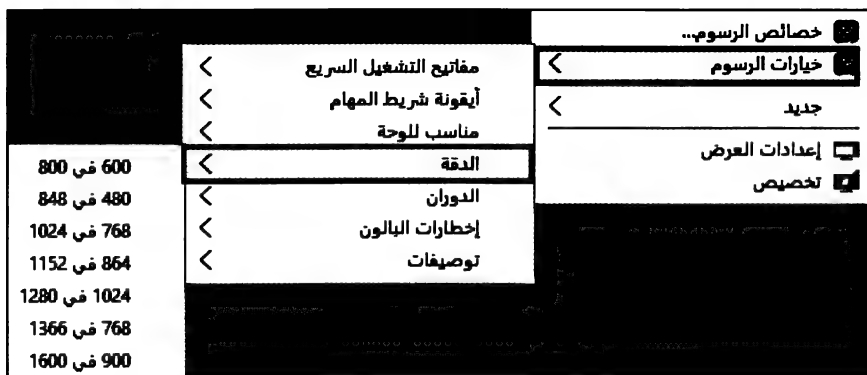 خصائص الرسوم...
خيارات الرسوم
جديد
إعدادات العرض
تخصيص
مفاتيح التشغيل السريع
أيقونة شريط المهام
مناسب للوحة
الدقة
الدوران
إخطارات البالون
توصيفات
600 في 800
480 في 848
768 في 1024
864 في 1152
1024 في 1280
768 في 1366
900 في 1600